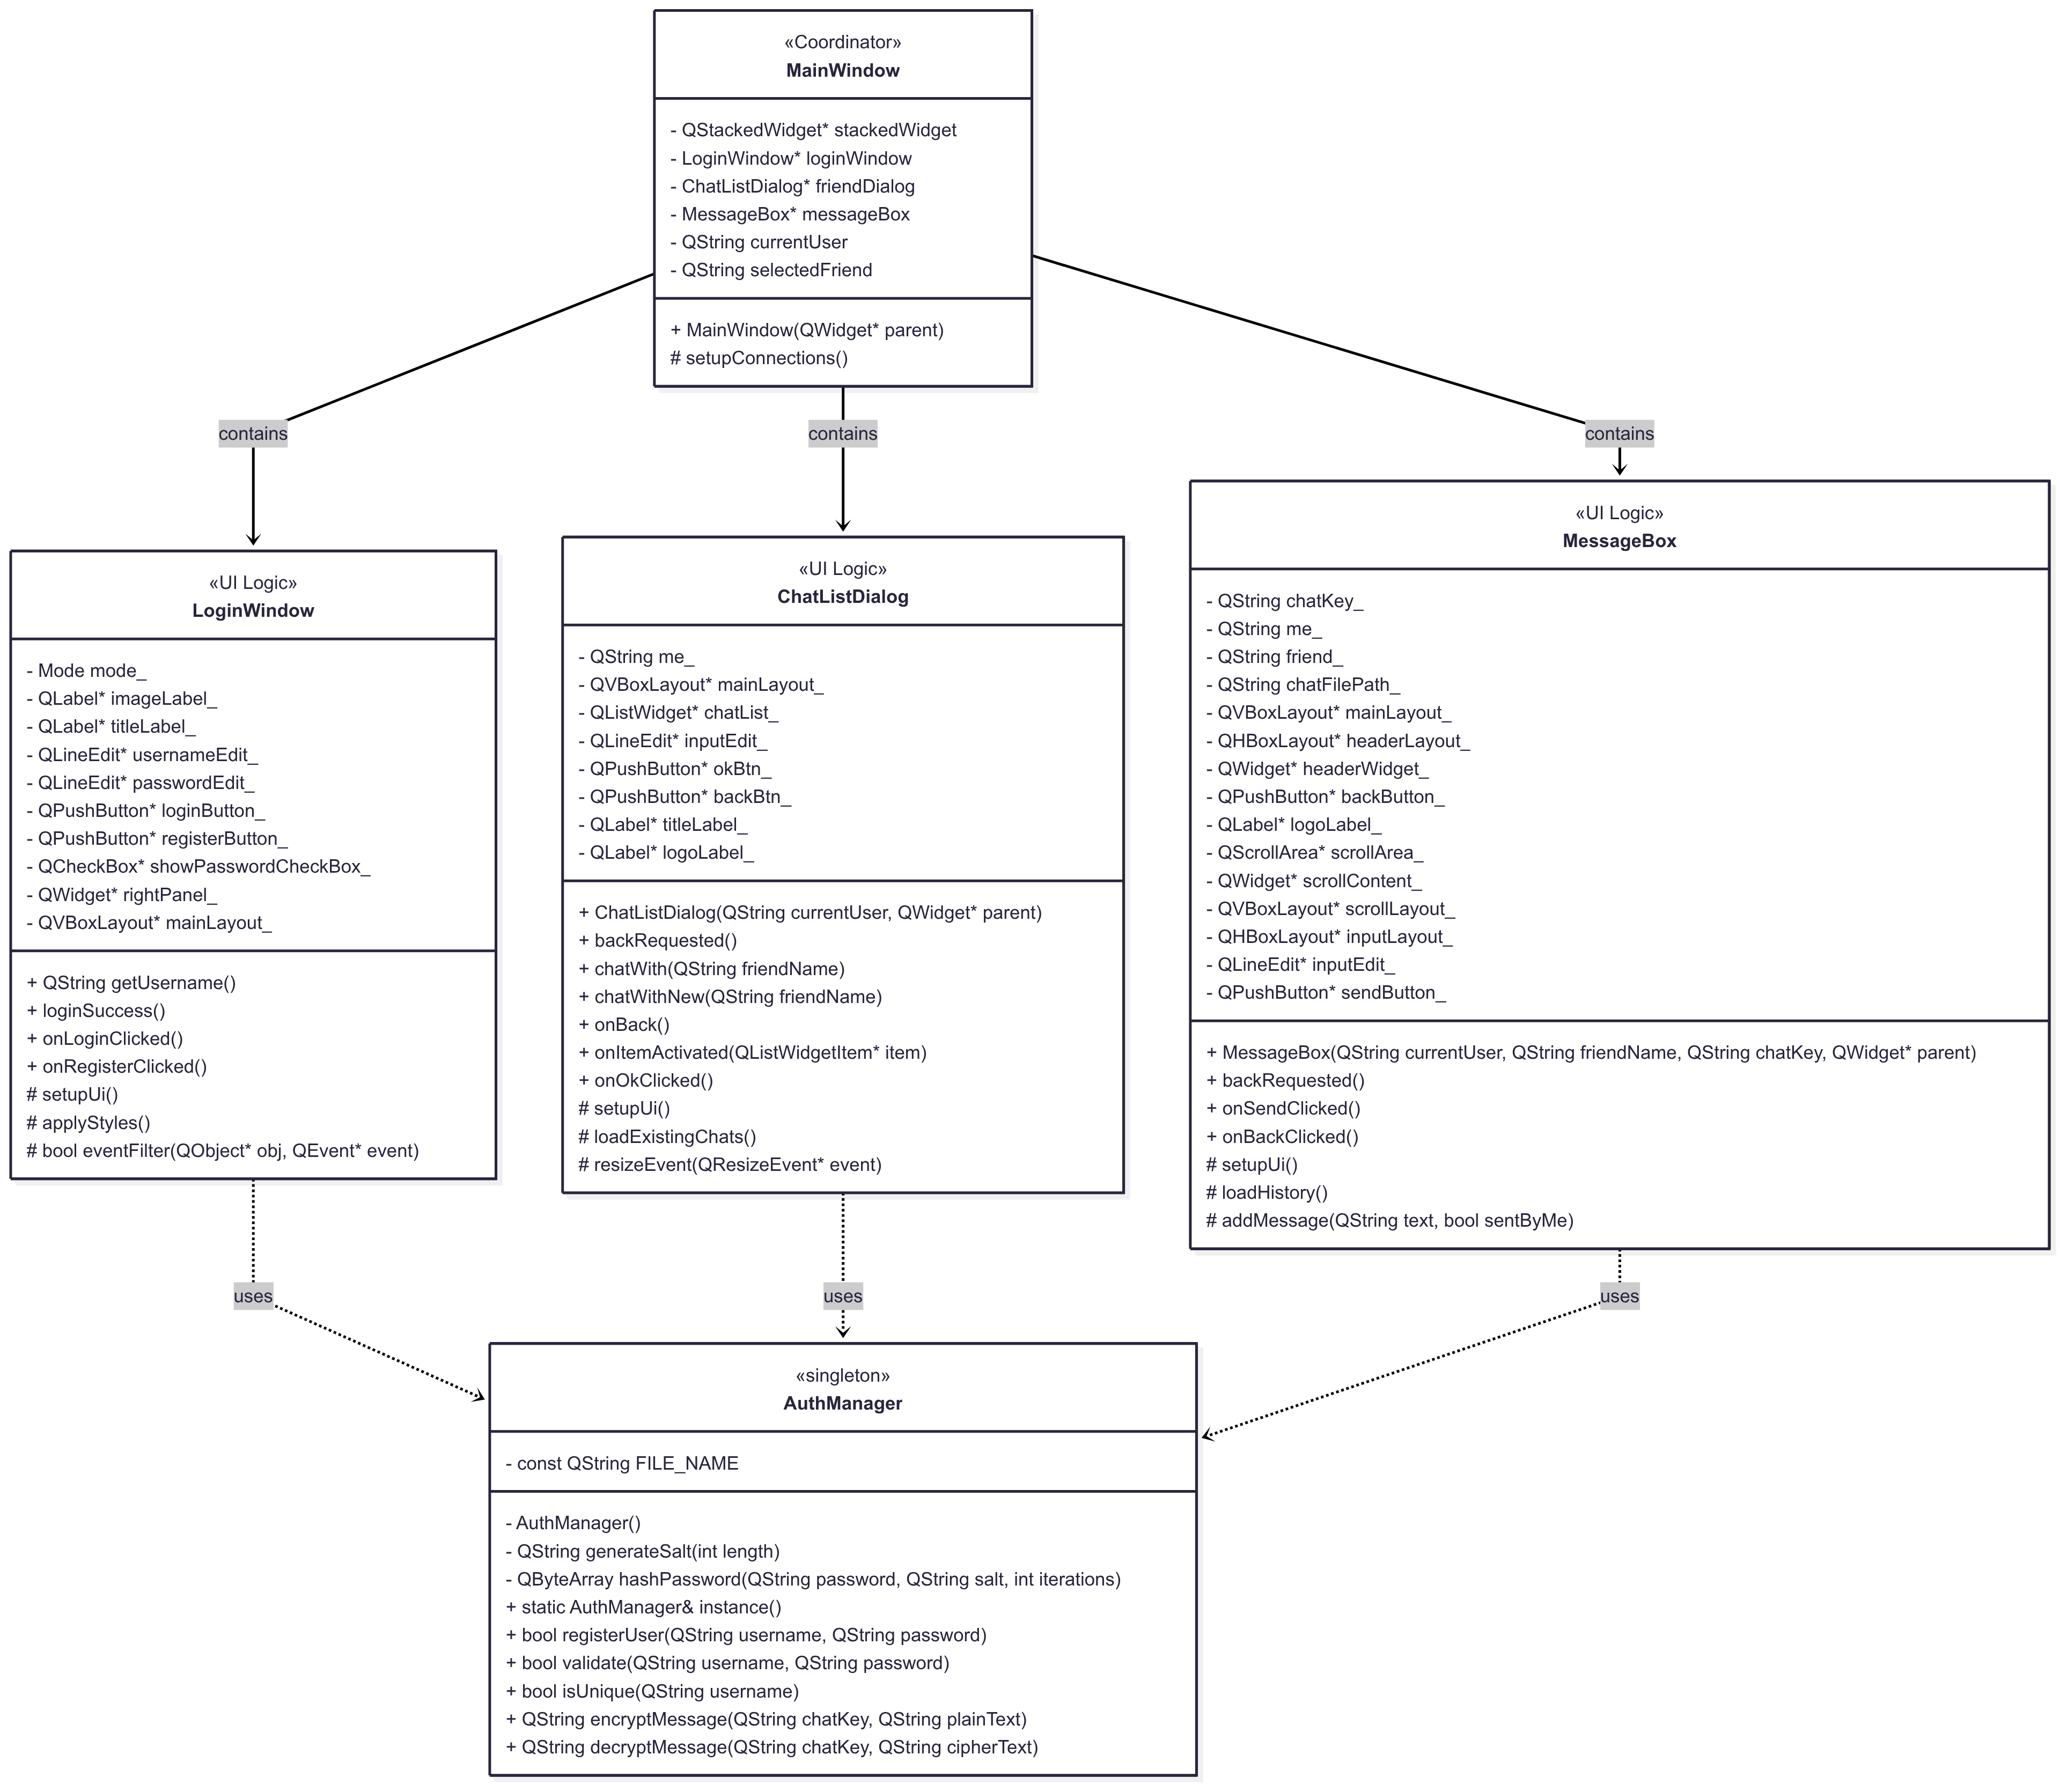 «Coordinator»
MainWindow
- QStackedWidget* stackedWidget
- LoginWindow* loginWindow
- ChatListDialog* friendDialog
- MessageBox* messageBox
- QString currentUser
- QString selectedFriend
+ MainWindow(QWidget* parent)
# setupConnections()
contains
contains
contains
«UI Logic»
LoginWindow
- Mode mode_
- QLabel* imageLabel_
- QLabel* titleLabel_
- QLineEdit* usernameEdit_
- QLineEdit* passwordEdit_
- QPushButton* loginButton_
- QPushButton* registerButton_
- QCheckBox* showPasswordCheckBox_
- QWidget* rightPanel_
- QVBoxLayout* mainLayout_
+ QString getUsername()
+ loginSuccess()
+ onLoginClicked()
+ onRegisterClicked()
# setupUi()
# applyStyles()
# bool eventFilter(QObject* obj, QEvent* event)
«UI Logic»
ChatListDialog
- QString me_
- QVBoxLayout* mainLayout_
- QListWidget* chatList_
- QLineEdit* inputEdit_
- QPushButton* okBtn_
- QPushButton* backBtn_
- QLabel* titleLabel_
- QLabel* logoLabel_
+ ChatListDialog(QString currentUser, QWidget* parent)
+ backRequested()
+ chatWith(QString friendName)
+ chatWithNew(QString friendName)
+ onBack()
+ onItemActivated(QListWidgetItem* item)
+ onOkClicked()
# setupUi()
# loadExistingChats()
# resizeEvent(QResizeEvent* event)
«UI Logic»
MessageBox
- QString chatKey_
- QString me_
- QString friend_
- QString chatFilePath_
- QVBoxLayout* mainLayout_
- QHBoxLayout* headerLayout_
- QWidget* headerWidget_
- QPushButton* backButton_
- QLabel* logoLabel_
- QScrollArea* scrollArea_
- QWidget* scrollContent_
- QVBoxLayout* scrollLayout_
- QHBoxLayout* inputLayout_
- QLineEdit* inputEdit_
- QPushButton* sendButton_
+ MessageBox(QString currentUser, QString friendName, QString chatKey, QWidget* parent)
+ backRequested()
+ onSendClicked()
+ onBackClicked()
# setupUi()
# loadHistory()
# addMessage(QString text, bool sentByMe)
uses
uses
uses
«singleton»
AuthManager
- const QString FILE_NAME
- AuthManager()
- QString generateSalt(int length)
- QByteArray hashPassword(QString password, QString salt, int iterations)
+ static AuthManager& instance()
+ bool registerUser(QString username, QString password)
+ bool validate(QString username, QString password)
+ bool isUnique(QString username)
+ QString encryptMessage(QString chatKey, QString plainText)
+ QString decryptMessage(QString chatKey, QString cipherText)